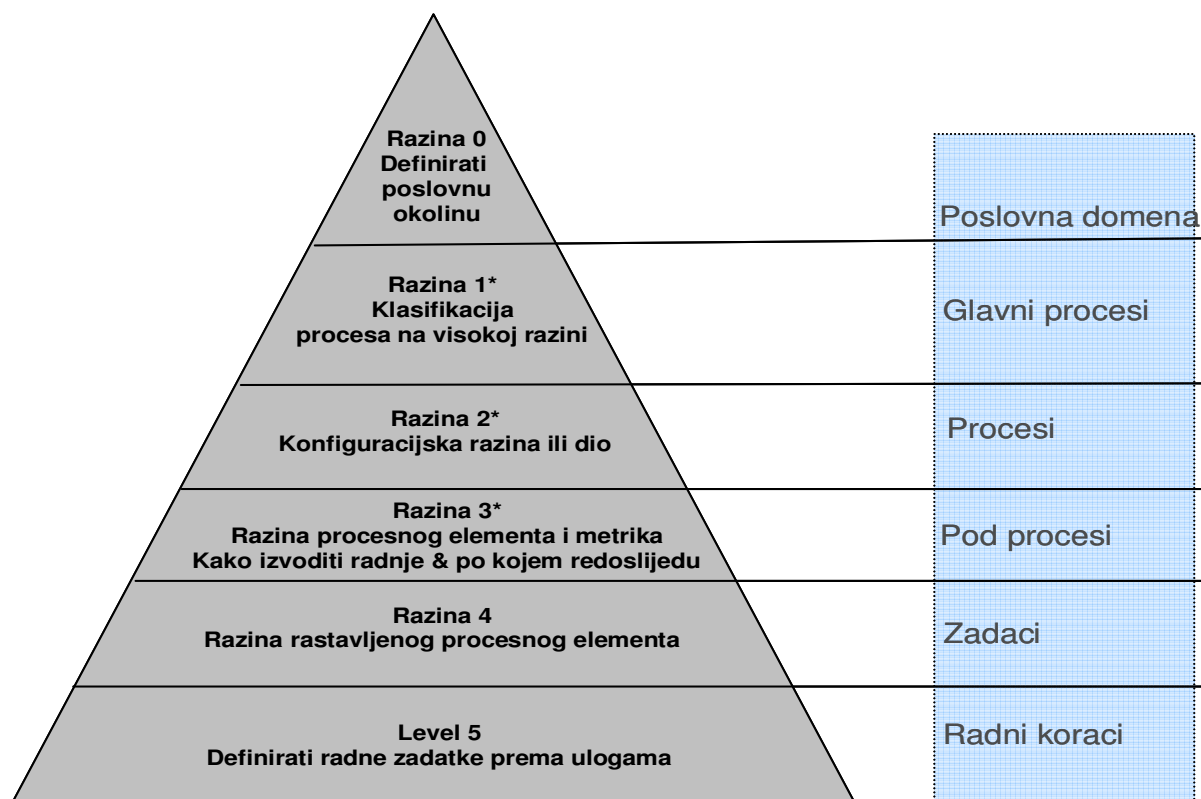 Razina 0
Definirati
poslovnu
okolinu
Poslovna domena
Razina 1*
Klasifikacija
procesa na visokoj razini
Glavni procesi
Razina 2*
Konfiguracijska razina ili dio
Procesi
Razina 3*
Razina procesnog elementa i metrika
Kako izvoditi radnje & po kojem redoslijedu
Pod procesi
Razina 4
Razina rastavljenog procesnog elementa
Zadaci
Level 5
Definirati radne zadatke prema ulogama
Radni koraci